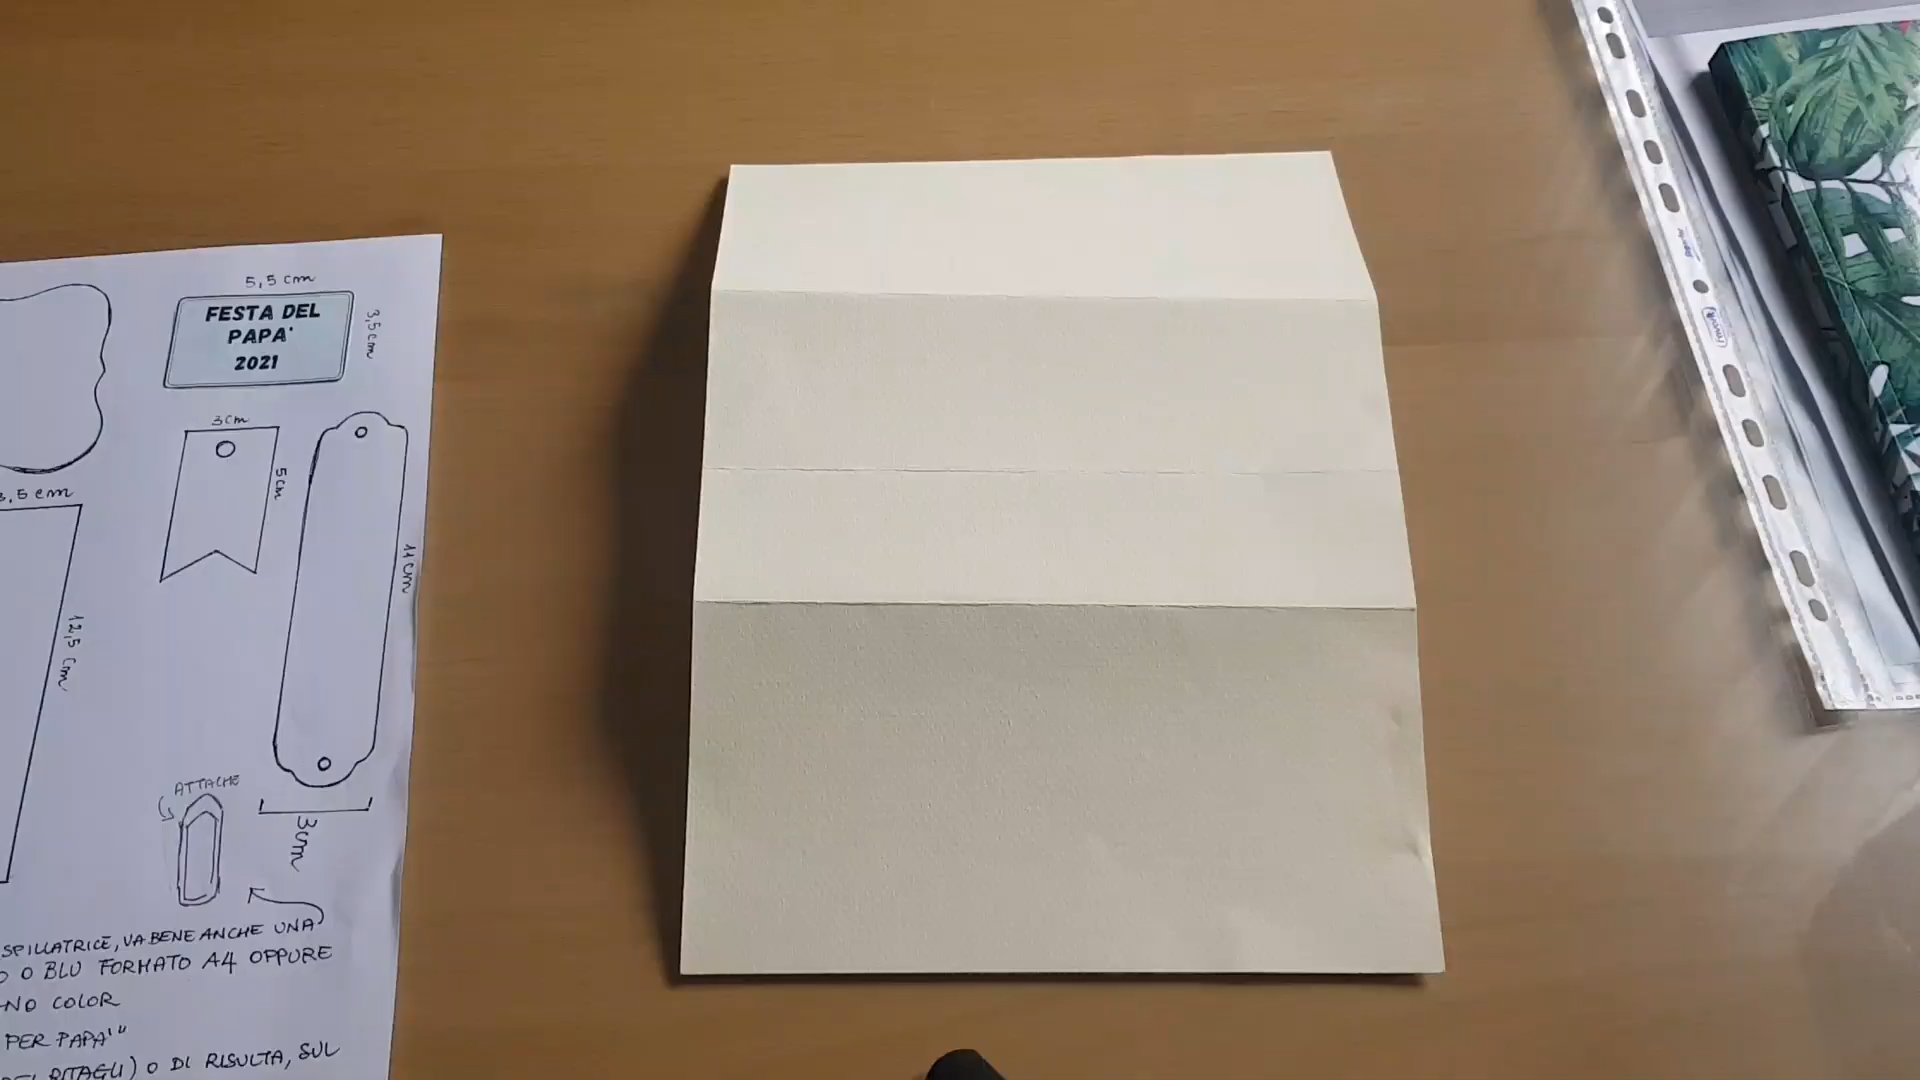 5,5 cm
FESTA DEL
PAPA'
2021
3,5 cm
3cm
5cm
,5 cm
12,5 cm
11 cm
ATTACHE
3cm
SPILLATRICE, VA BENE ANCHE UNA
O O BLU FORMATO A4 OPPURE
NO COLOR
PER PAPA'"
RITAGLI) O DI RISULTA, SUL